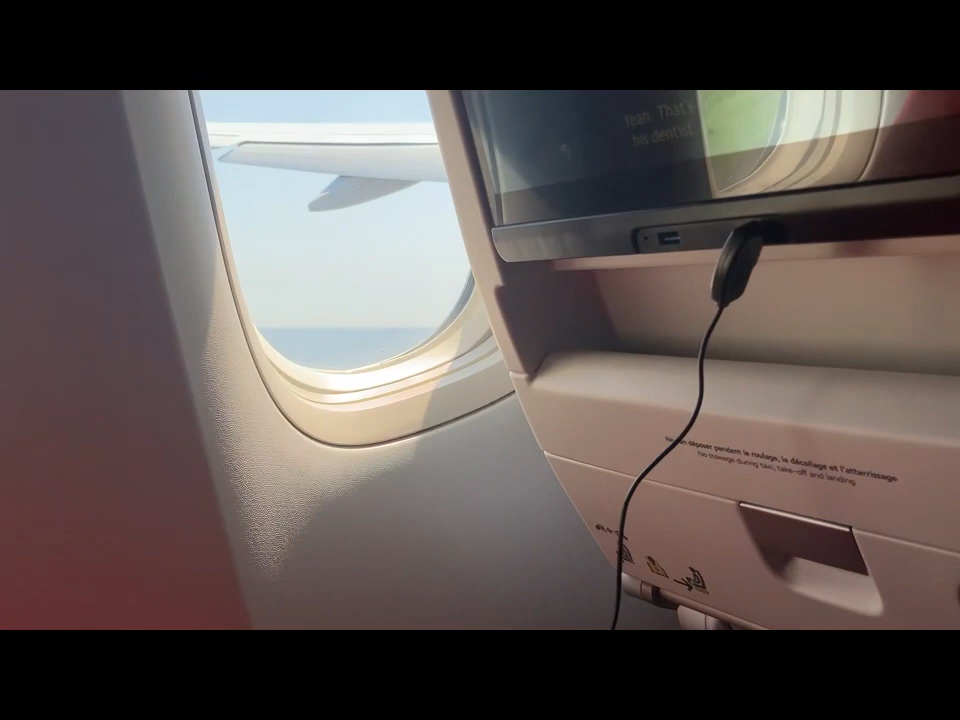 Yeah. That's
his dentist
déposer pendant le roulage, le décollage et l'atterrissage
No stowage during taxi, take-off and landing